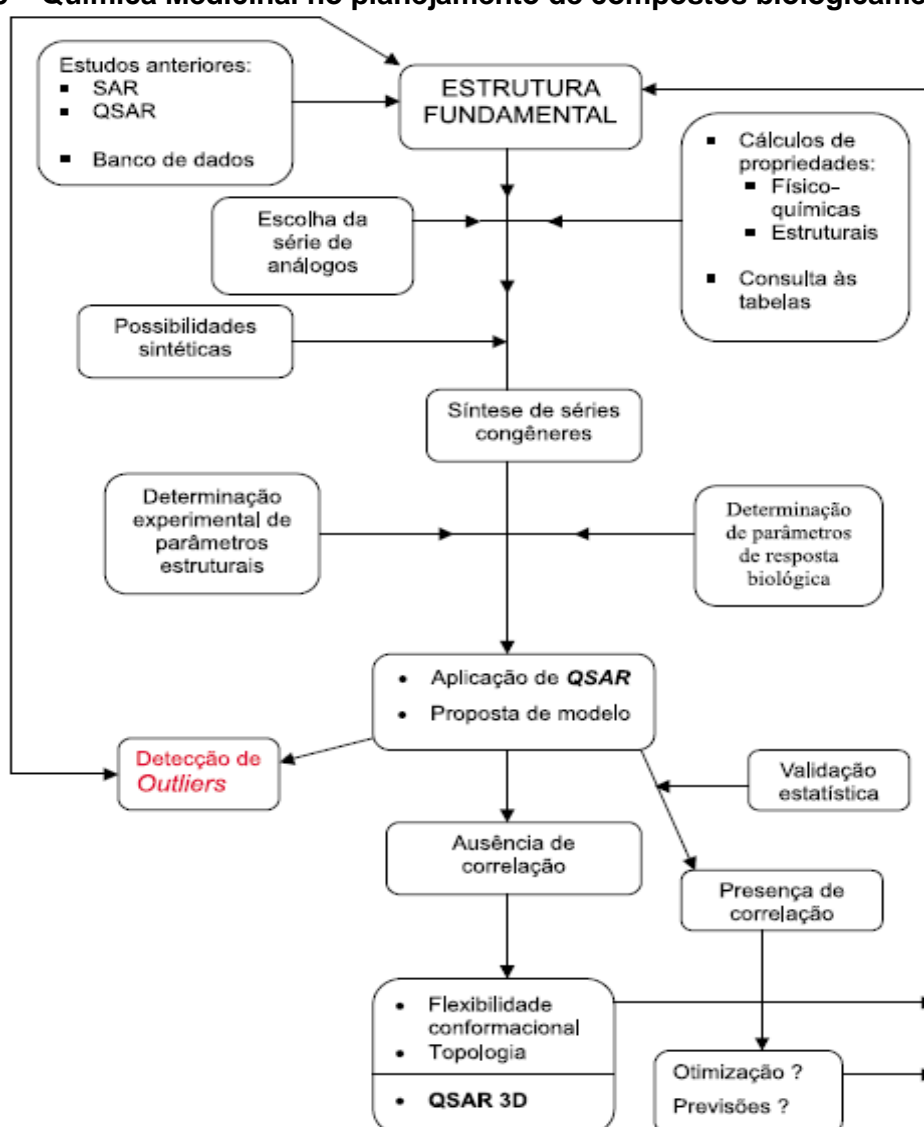 Química Medicinal no planejamento de compostos biologicame
Estudos anteriores:
▪ SAR
▪ QSAR
▪ Banco de dados
ESTRUTURA
FUNDAMENTAL
▪ Cálculos de
propriedades:
▪ Físico-
químicas
▪ Estruturais
▪ Consulta às
tabelas
Escolha da
série de
análogos
Possibilidades
sintéticas
Síntese de séries
congêneres
Determinação
experimental de
parâmetros
estruturais
Determinação
de parâmetros
de resposta
biológica
• Aplicação de QSAR
• Proposta de modelo
Detecção de
Outliers
Validação
estatística
Ausência de
correlação
Presença de
correlação
• Flexibilidade
conformacional
• Topologia
• QSAR 3D
Otimização ?
Previsões ?